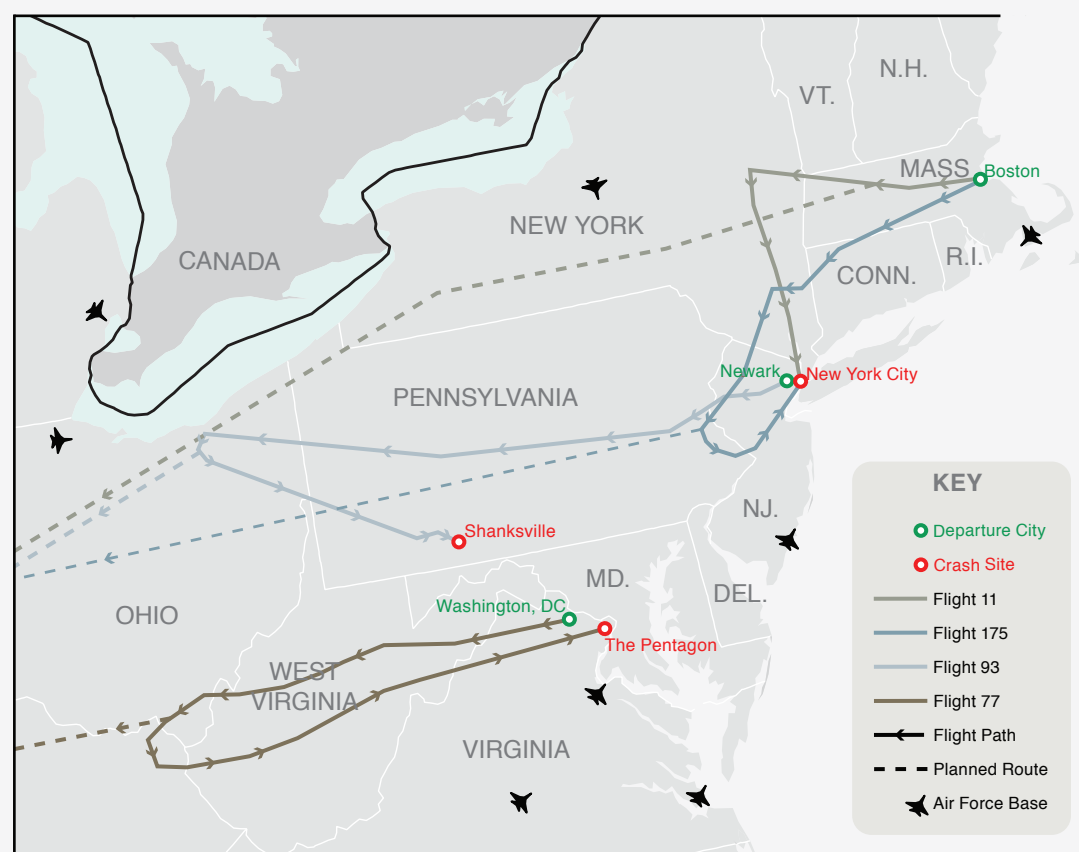 N.H.
VT.
MASS.
Boston
NEW YORK
CANADA
R.I.
CONN.
Newark
New York City
PENNSYLVANIA
KEY
NJ.
Departure City
Shanksville
Crash Site
MD.
DEL.
Flight 11
Washington, DC
OHIO
Flight 175
The Pentagon
Flight 93
WEST
VIRGINIA
Flight 77
Flight Path
VIRGINIA
Planned Route
Air Force Base